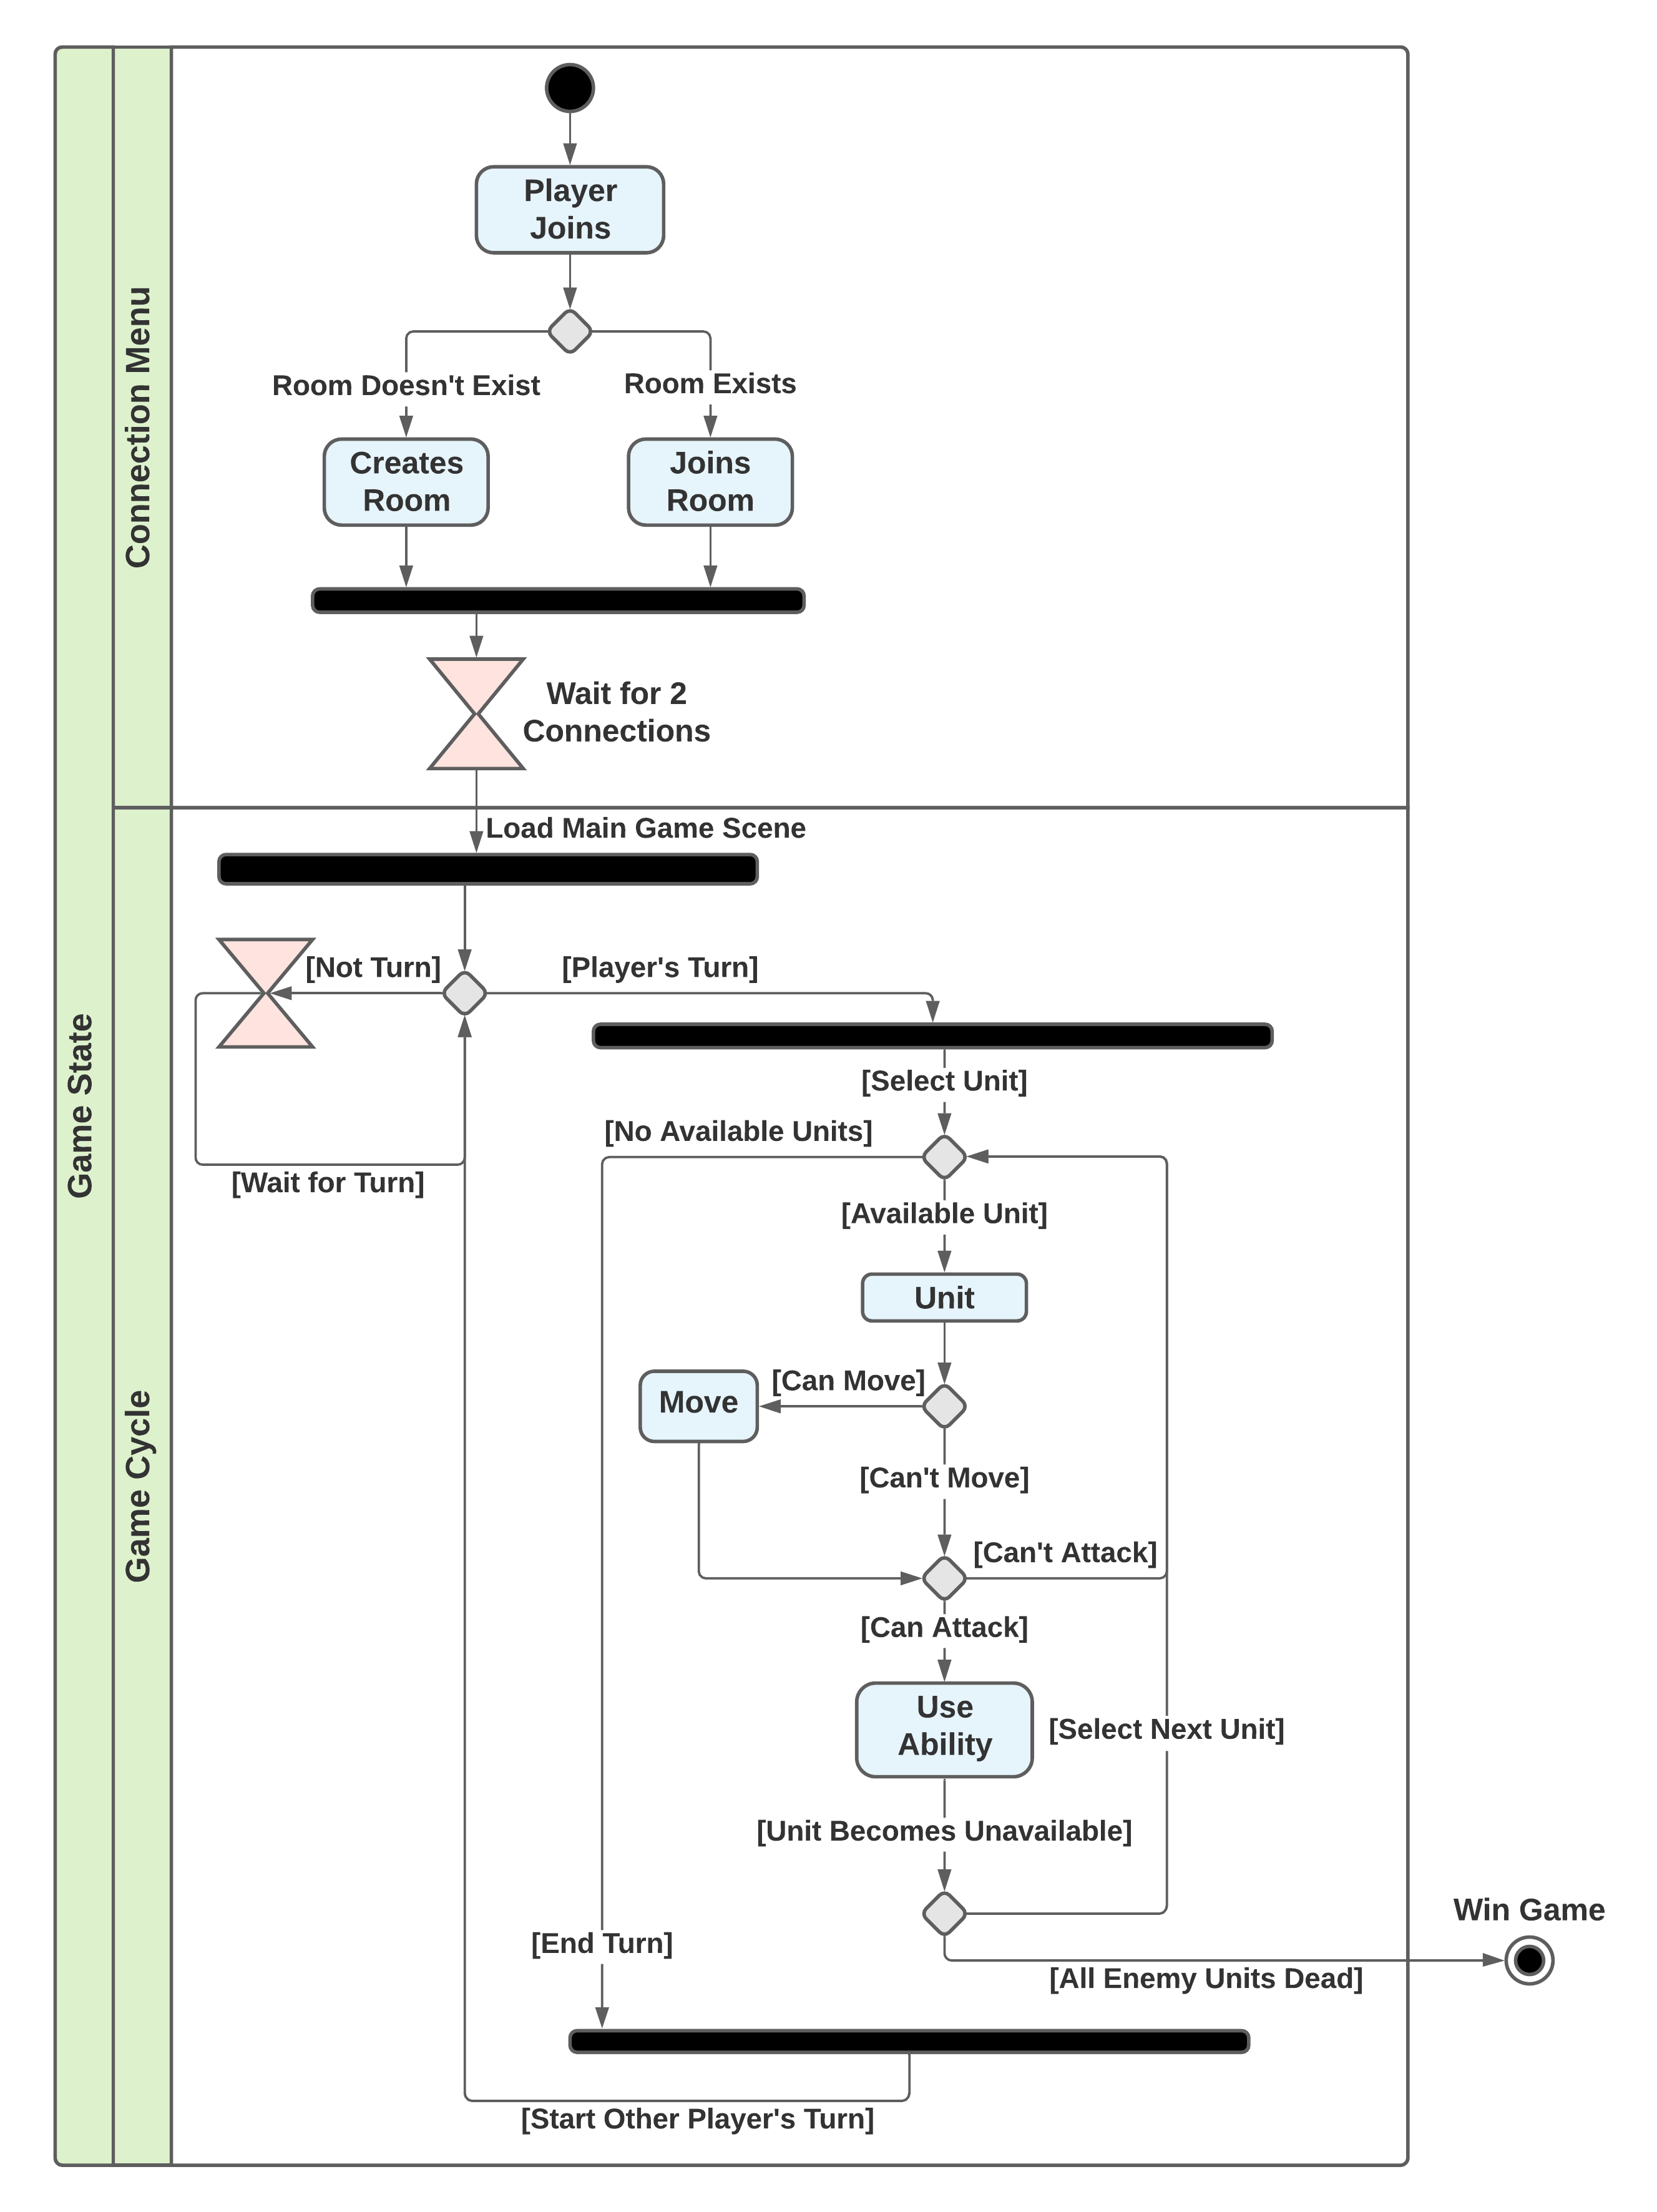 Game State
Connection Menu
Player
Joins
Room Doesn't Exist
Room Exists
Creates
Room
Joins
Room
Wait for 2
Connections
Game Cycle
Load Main Game Scene
[Not Turn]
[Player's Turn]
[Wait for Turn]
[Select Unit]
[No Available Units]
[Available Unit]
Unit
[Can Move]
Move
[Can't Move]
[Can't Attack]
[Can Attack]
Use
Ability
[Select Next Unit]
[Unit Becomes Unavailable]
Win Game
[End Turn]
[All Enemy Units Dead]
[Start Other Player's Turn]